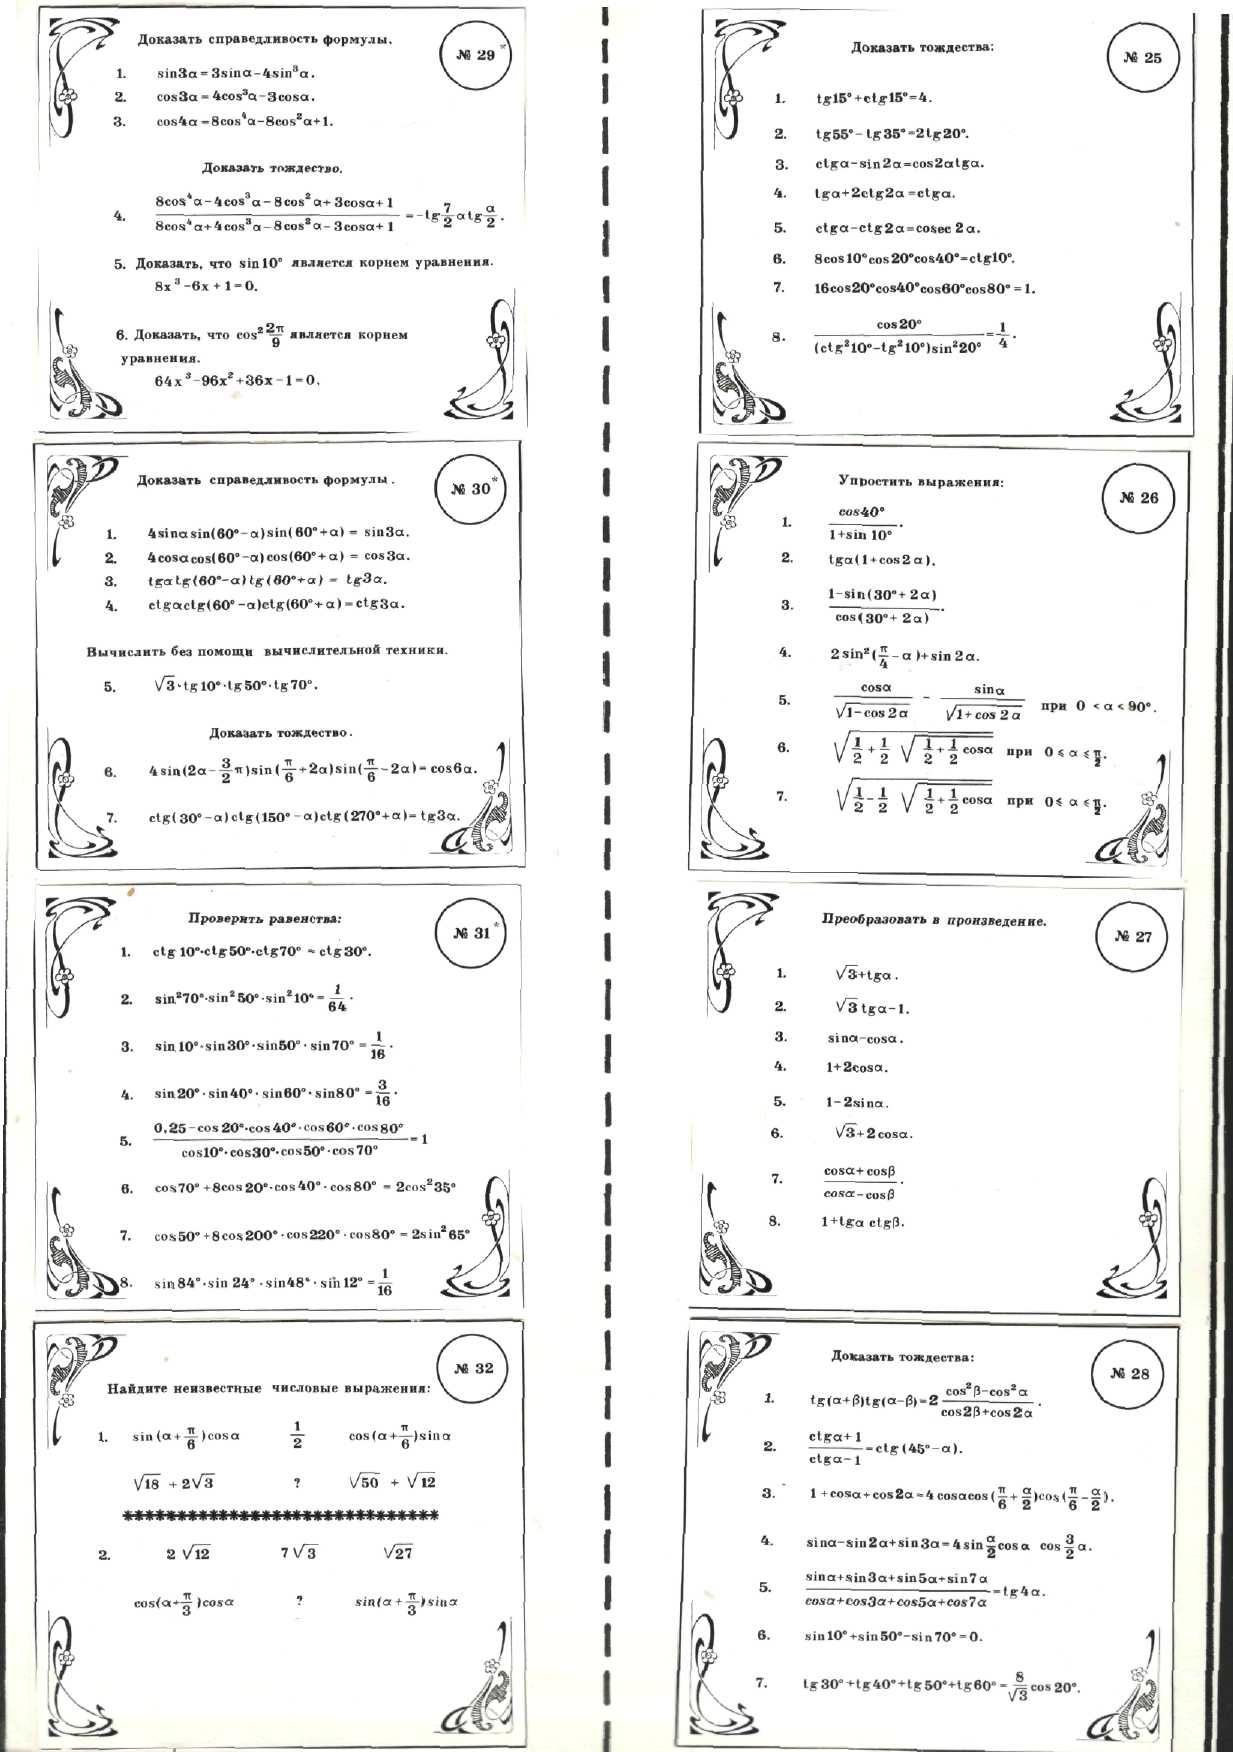 Доказать справедливость формулы.
№ 29*
1. sin3α = 3sinα-4sin³α.
2. cos3α = 4cos³α-3cosα.
3. cos4α = 8cos⁴α-8cos²α+1.
Доказать тождество.
4. (8cos⁴α-4cos³α-8cos²α+3cosα+1)/(8cos⁴α+4cos³α-8cos²α-3cosα+1) = -tg 7/2 α tg α/2.
5. Доказать, что sin10° является корнем уравнения.
8x³-6x+1=0.
6. Доказать, что cos² 2π/9 является корнем
уравнения.
64x³-96x²+36x-1=0.
Доказать справедливость формулы.
№ 30*
1. 4sinαsin(60°-α)sin(60°+α) = sin3α.
2. 4cosαcos(60°-α)cos(60°+α) = cos3α.
3. tgαtg(60°-α)tg(60°+α) = tg3α.
4. ctgαctg(60°-α)ctg(60°+α)=ctg3α.
Вычислить без помощи вычислительной техники.
5. √3·tg10°·tg50°·tg70°.
Доказать тождество.
6. 4sin(2α-3/2π)sin(π/6+2α)sin(π/6-2α)=cos6α.
7. ctg(30°-α)ctg(150°-α)ctg(270°+α)=tg3α.
Проверить равенства:
№ 31*
1. ctg10°·ctg50°·ctg70° = ctg30°.
2. sin²70°·sin²50°·sin²10°= 1/64.
3. sin10°·sin30°·sin50°·sin70° = 1/16.
4. sin20°·sin40°·sin60°·sin80° = 3/16.
5. (0,25-cos20°·cos40°·cos60°·cos80°)/(cos10°·cos30°·cos50°·cos70°) = 1
6. cos70°+8cos20°·cos40°·cos80° = 2cos²35°
7. cos50°+8cos200°·cos220°·cos80° = 2sin²65°
8. sin84°·sin24°·sin48°·sin12° = 1/16
№ 32
Найдите неизвестные числовые выражения:
1. sin(α+π/6)cosα 1/2 cos(α+π/6)sinα
√18 + 2√3 ? √50 + √12
*****************************
2. 2√12 7√3 √27
cos(α+π/3)cosα ? sin(α+π/3)sinα
Доказать тождества:
№ 25
1. tg15°+ctg15°=4.
2. tg55°-tg35°=2tg20°.
3. ctgα-sin2α=cos2αtgα.
4. tgα+2ctg2α=ctgα.
5. ctgα-ctg2α=cosec2α.
6. 8cos10°cos20°cos40°=ctg10°.
7. 16cos20°cos40°cos60°cos80°=1.
8. cos20°/((ctg²10°-tg²10°)sin²20°) = 1/4.
Упростить выражения:
№ 26
1. cos40°/(1+sin10°).
2. tgα(1+cos2α).
3. (1-sin(30°+2α))/cos(30°+2α).
4. 2sin²(π/4-α)+sin2α.
5. cosα/√(1-cos2α) - sinα/√(1+cos2α) при 0<α<90°.
6. √(1/2+1/2√(1/2+1/2cosα)) при 0≤α≤π/2.
7. √(1/2-1/2√(1/2+1/2cosα)) при 0≤α≤π/2.
Преобразовать в произведение.
№ 27
1. √3+tgα.
2. √3tgα-1.
3. sinα-cosα.
4. 1+2cosα.
5. 1-2sinα.
6. √3+2cosα.
7. (cosα+cosβ)/(cosα-cosβ).
8. 1+tgα ctgβ.
Доказать тождества:
№ 28
1. tg(α+β)tg(α-β)=2 (cos²β-cos²α)/(cos2β+cos2α).
2. (ctgα+1)/(ctgα-1)=ctg(45°-α).
3. 1+cosα+cos2α=4cosαcos(π/6+α/2)cos(π/6-α/2).
4. sinα-sin2α+sin3α=4sin α/2 cosα cos 3/2 α.
5. (sinα+sin3α+sin5α+sin7α)/(cosα+cos3α+cos5α+cos7α)=tg4α.
6. sin10°+sin50°-sin70°=0.
7. tg30°+tg40°+tg50°+tg60°= 8/√3 cos20°.